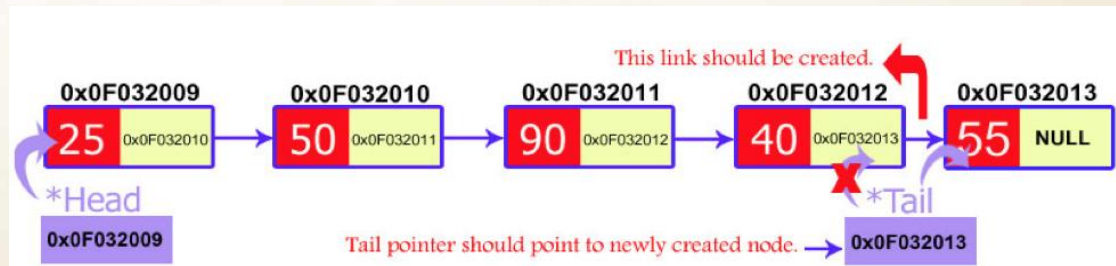 This link should be created.
0x0F032009 0x0F032010 0x0F032011 0x0F032012 0x0F032013
25 0x0F032010 50 0x0F032011 90 0x0F032012 40 0x0F032013 55 NULL
*Head *Tail
0x0F032009 Tail pointer should point to newly created node. 0x0F032013